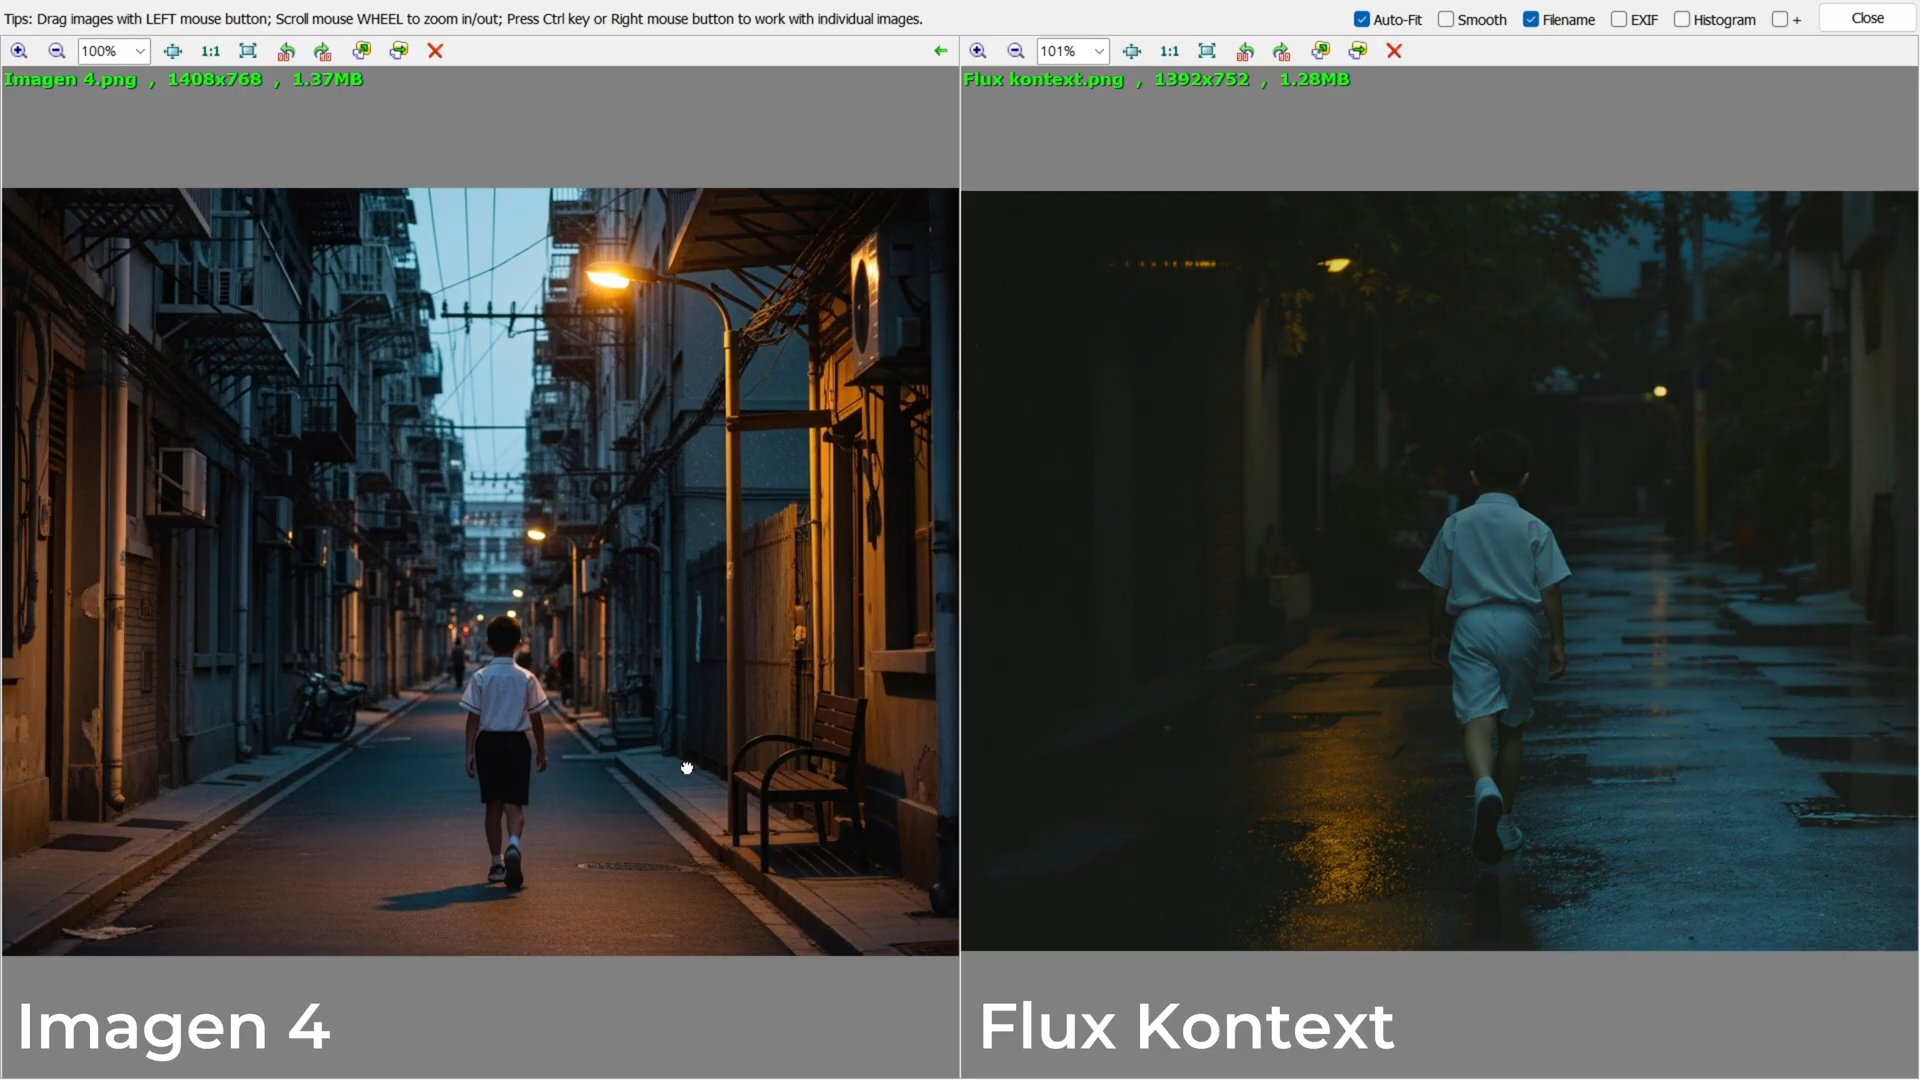 Tips: Drag images with LEFT mouse button; Scroll mouse WHEEL to zoom in/out; Press Ctrl key or Right mouse button to work with individual images.
Auto-Fit Smooth Filename EXIF Histogram + Close
100% 1:1 101% 1:1
Imagen 4.png , 1408x768 , 1.37MB
Flux kontext.png , 1392x752 , 1.28MB
Imagen 4
Flux Kontext